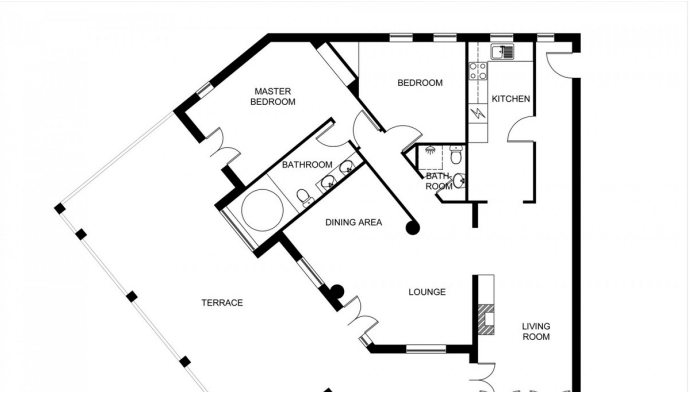 BEDROOM
MASTER
BEDROOM
KITCHEN
BATHROOM
BATH
ROOM
DINING AREA
LOUNGE
TERRACE
LIVING
ROOM